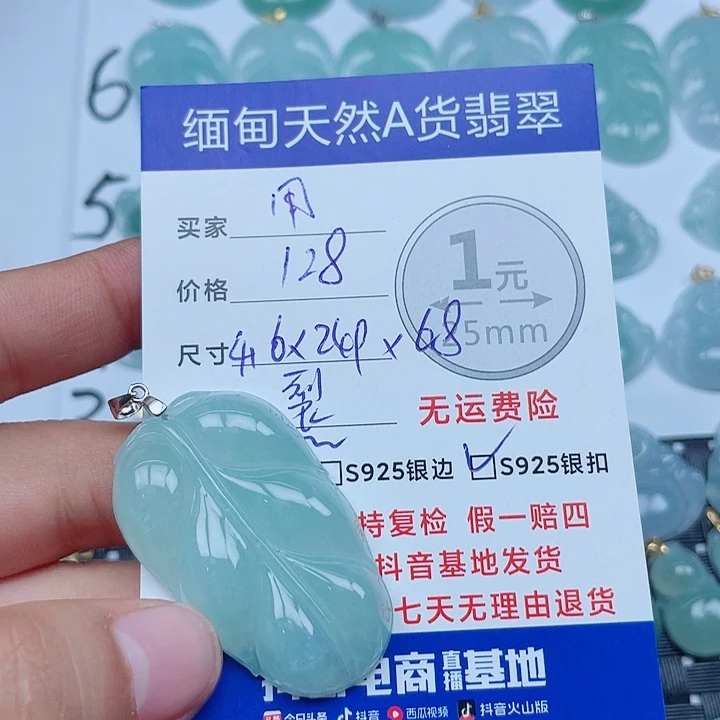 6
5
缅甸天然A货翡翠
买家 用
价格 128
1元
25mm
尺寸
裂
无运费险
S925银边 S925银扣
持复检 假一赔四
抖音基地发货
七天无理由退货
电商直播基地
今日头条 抖音 西瓜视频 抖音火山版